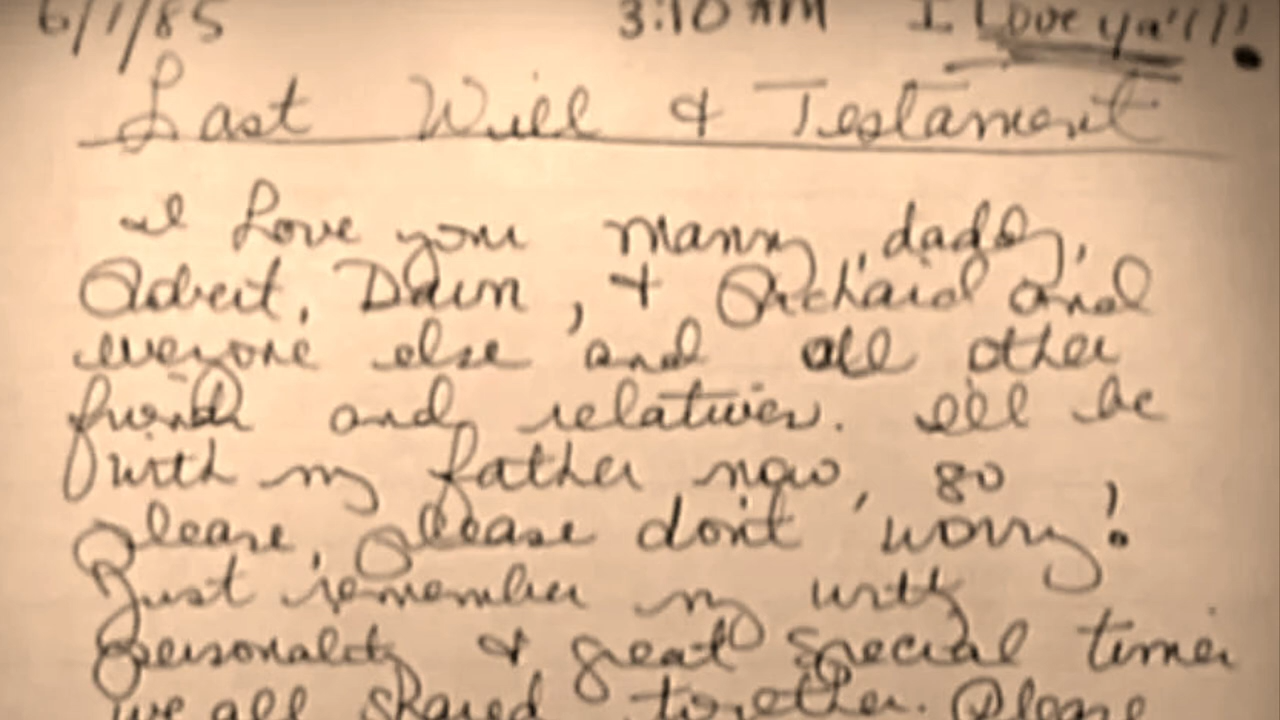 6/1/85 3:10 AM I Love ya'll!
Last Will & Testament
I Love you mammy, daddy,
Robert, Dawn, & Richard and
everyone else and all other
friends and relatives. I'll be
with my father now, so
please, please don't worry!
Just remember my witty
personality & great special times
we all shared together. Please